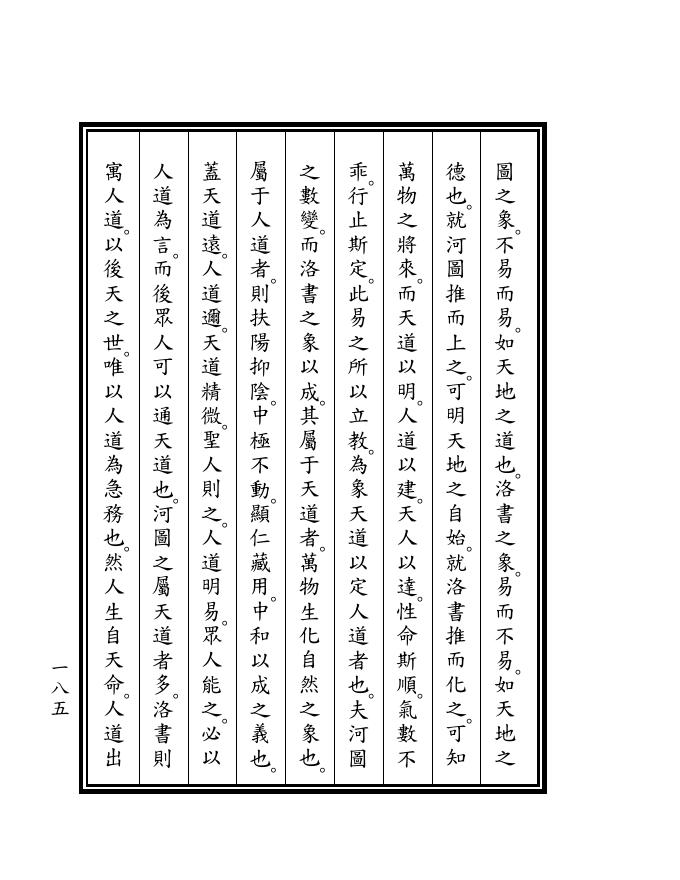 圖之象。不易而易。如天地之道也。洛書之象。易而不易。如天地之
德也。就河圖推而上之。可明天地之自始。就洛書推而化之。可知
萬物之將來。而天道以明。人道以建。天人以達。性命斯順。氣數不
乖。行止斯定。此易之所以立教。為象天道以定人道者也。夫河圖
之數變。而洛書之象以成。其屬于天道者。萬物生化自然之象也。
屬于人道者。則扶陽抑陰。中極不動。顯仁藏用。中和以成之義也。
蓋天道遠。人道邇。天道精微。聖人則之。人道明易。眾人能之。必以
人道為言。而後眾人可以通天道也。河圖之屬天道者多。洛書則
寓人道。以後天之世。唯以人道為急務也。然人生自天命。人道出
一八五